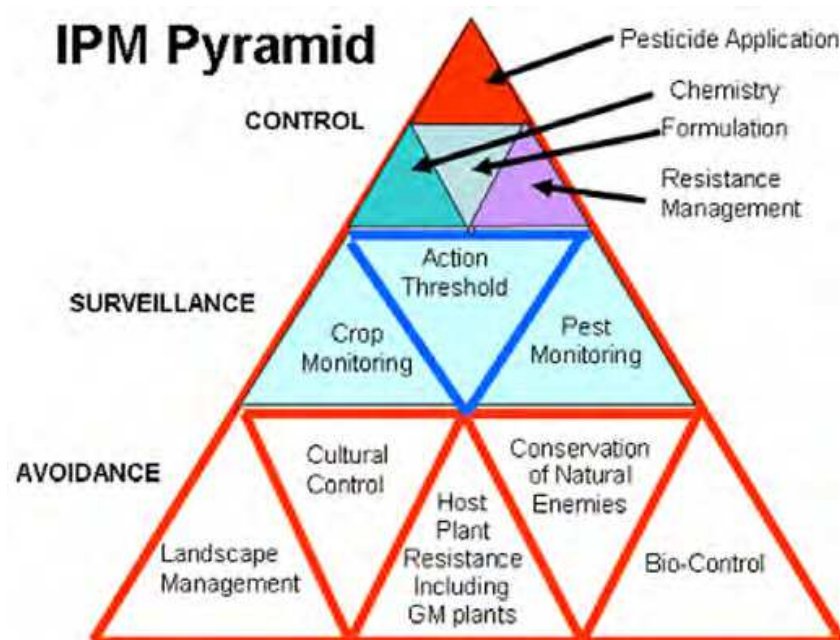 IPM Pyramid
Pesticide Application
Chemistry
CONTROL
Formulation
Resistance
Management
Action
Threshold
SURVEILLANCE
Crop
Monitoring
Pest
Monitoring
AVOIDANCE
Cultural
Control
Conservation
of Natural
Enemies
Landscape
Management
Host
Plant
Resistance
Including
GM plants
Bio-Control